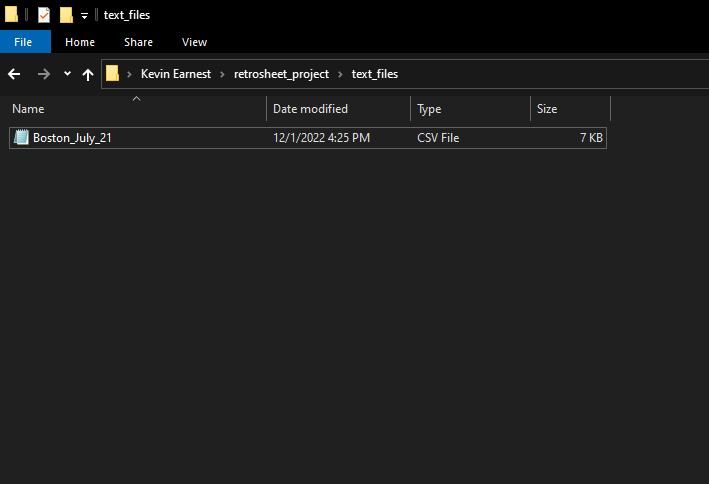 text_files
File Home Share View
Kevin Earnest retrosheet_project text_files
Name Date modified Type Size
Boston_July_21 12/1/2022 4:25 PM CSV File 7 KB